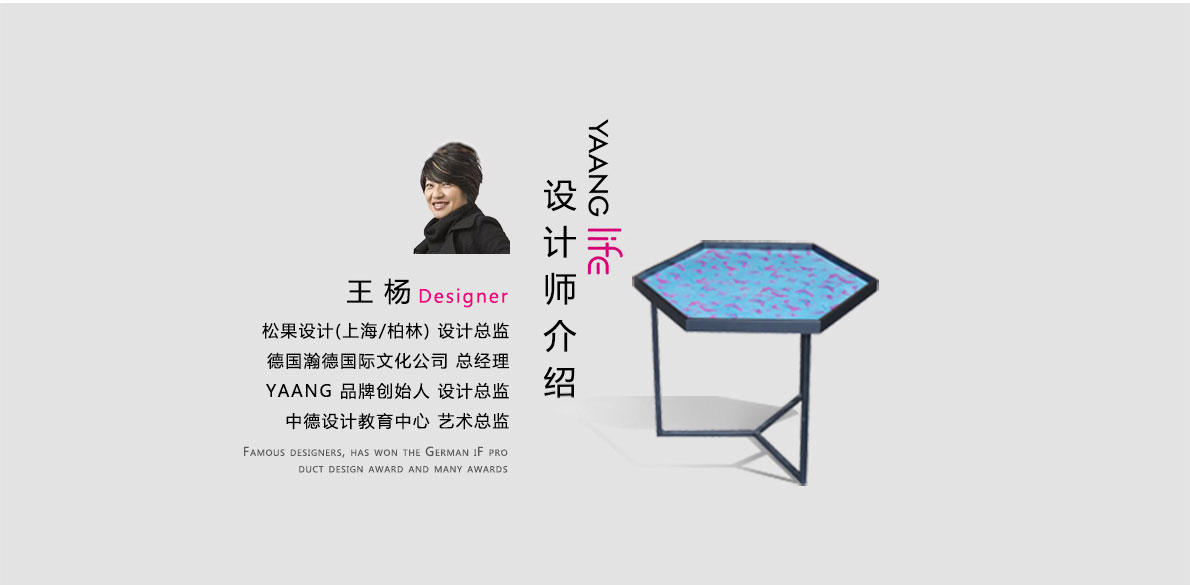 YAANG life
设计师介绍
王 杨 Designer
松果设计(上海/柏林) 设计总监
德国瀚德国际文化公司 总经理
YAANG 品牌创始人 设计总监
中德设计教育中心 艺术总监
Famous designers, has won the German iF pro
duct design award and many awards